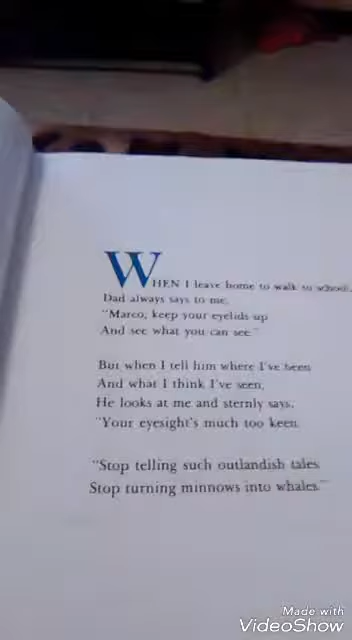 WHEN I leave home to walk to school,
Dad always says to me,
"Marco, keep your eyelids up
And see what you can see."
But when I tell him where I've been
And what I think I've seen,
He looks at me and sternly says,
"Your eyesight's much too keen.
"Stop telling such outlandish tales.
Stop turning minnows into whales."
Made with
VideoShow